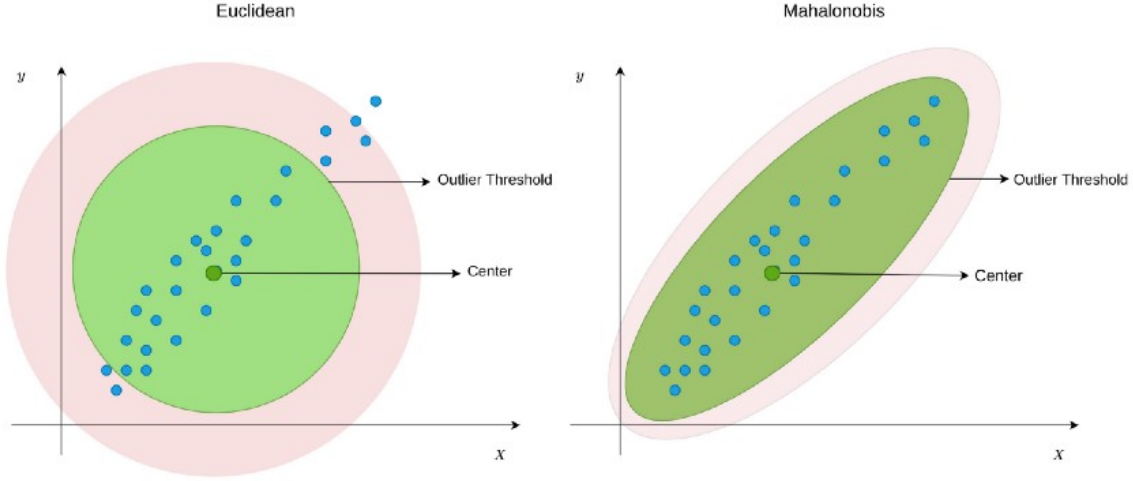 Euclidean
y
Outlier Threshold
Center
X
Mahalonobis
y
Outlier Threshold
Center
X